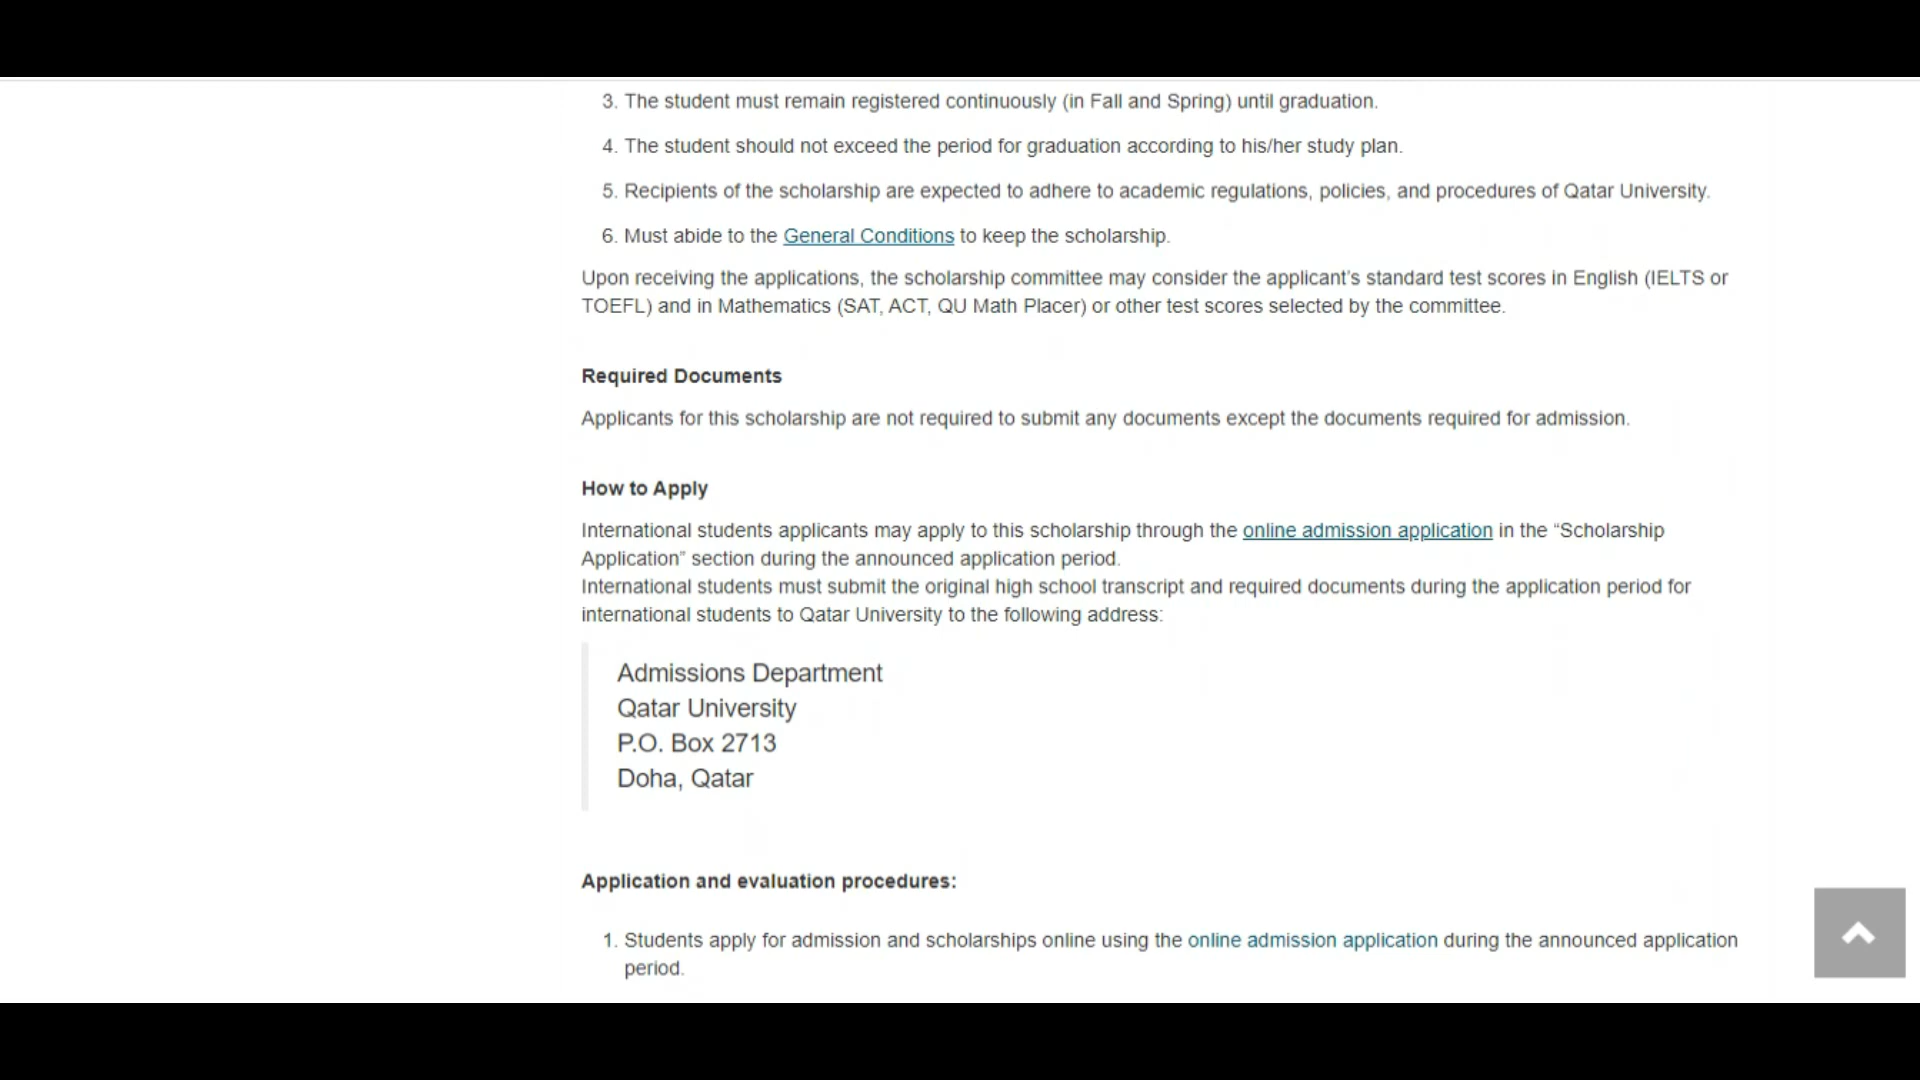 3. The student must remain registered continuously (in Fall and Spring) until graduation.
4. The student should not exceed the period for graduation according to his/her study plan.
5. Recipients of the scholarship are expected to adhere to academic regulations, policies, and procedures of Qatar University.
6. Must abide to the General Conditions to keep the scholarship.
Upon receiving the applications, the scholarship committee may consider the applicant's standard test scores in English (IELTS or
TOEFL) and in Mathematics (SAT, ACT, QU Math Placer) or other test scores selected by the committee.
Required Documents
Applicants for this scholarship are not required to submit any documents except the documents required for admission.
How to Apply
International students applicants may apply to this scholarship through the online admission application in the “Scholarship
Application” section during the announced application period.
International students must submit the original high school transcript and required documents during the application period for
international students to Qatar University to the following address:
Admissions Department
Qatar University
P.O. Box 2713
Doha, Qatar
Application and evaluation procedures:
1. Students apply for admission and scholarships online using the online admission application during the announced application
period.